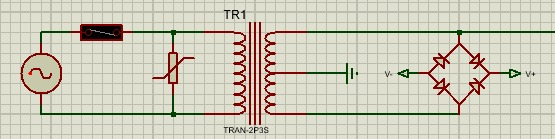 TR1
V-
V+
TRAN-2P3S